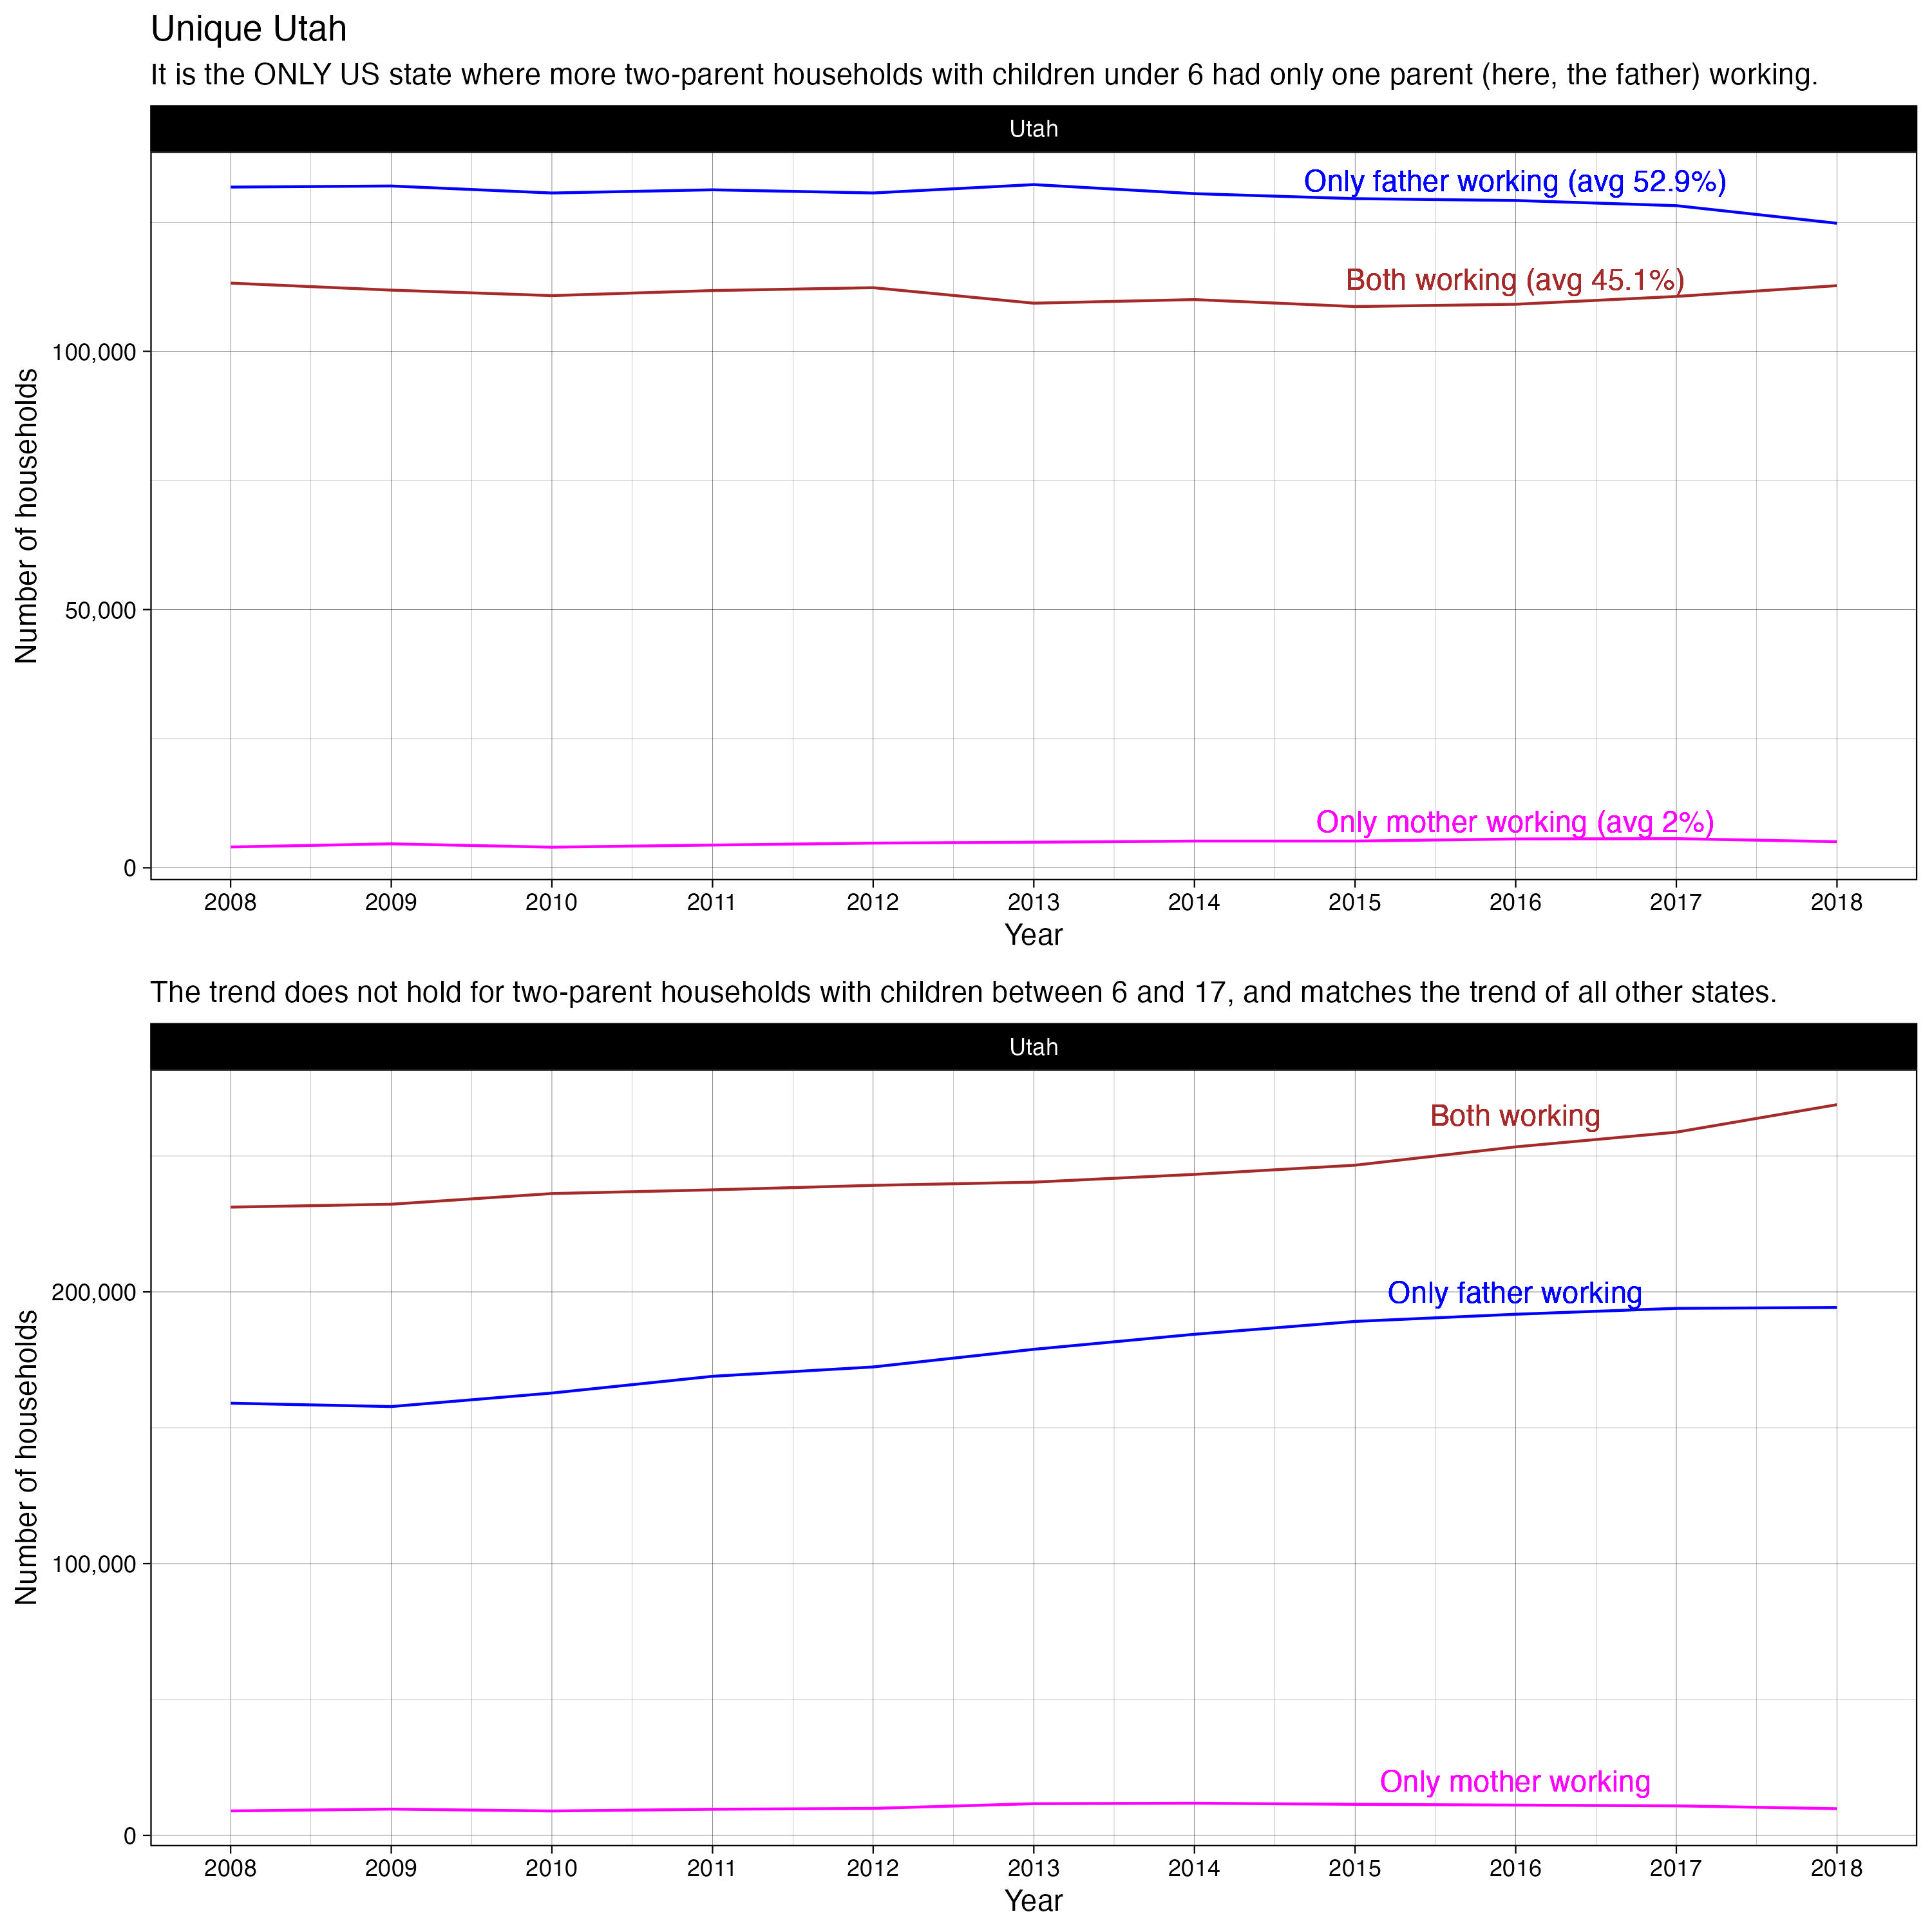 Unique Utah
It is the ONLY US state where more two-parent households with children under 6 had only one parent (here, the father) working.
Utah
Only father working (avg 52.9%)
Both working (avg 45.1%)
100,000
Number of households
50,000
Only mother working (avg 2%)
0
2008 2009 2010 2011 2012 2013 2014 2015 2016 2017 2018
Year
The trend does not hold for two-parent households with children between 6 and 17, and matches the trend of all other states.
Utah
Both working
200,000
Only father working
Number of households
100,000
Only mother working
0
2008 2009 2010 2011 2012 2013 2014 2015 2016 2017 2018
Year